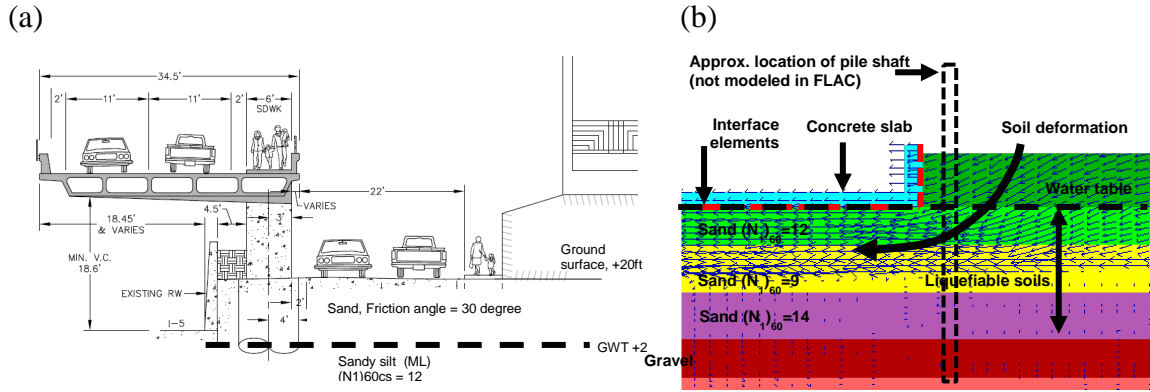 (a)
34.5'
2'
11'
11'
2'
6'
SDWK
VARIES
22'
4.5'
18.45'
& VARIES
3'
MIN. V.C.
18.6'
EXISTING RW
Ground
surface, +20ft
2'
Sand, Friction angle = 30 degree
4'
I-5
GWT +2
Sandy silt (ML)
(N1)60cs = 12
(b)
Approx. location of pile shaft
(not modeled in FLAC)
Interface
elements
Concrete slab
Soil deformation
Water table
Sand (N1)60=12
Sand (N1)60=9
Liquefiable soils
Sand (N1)60=14
Gravel